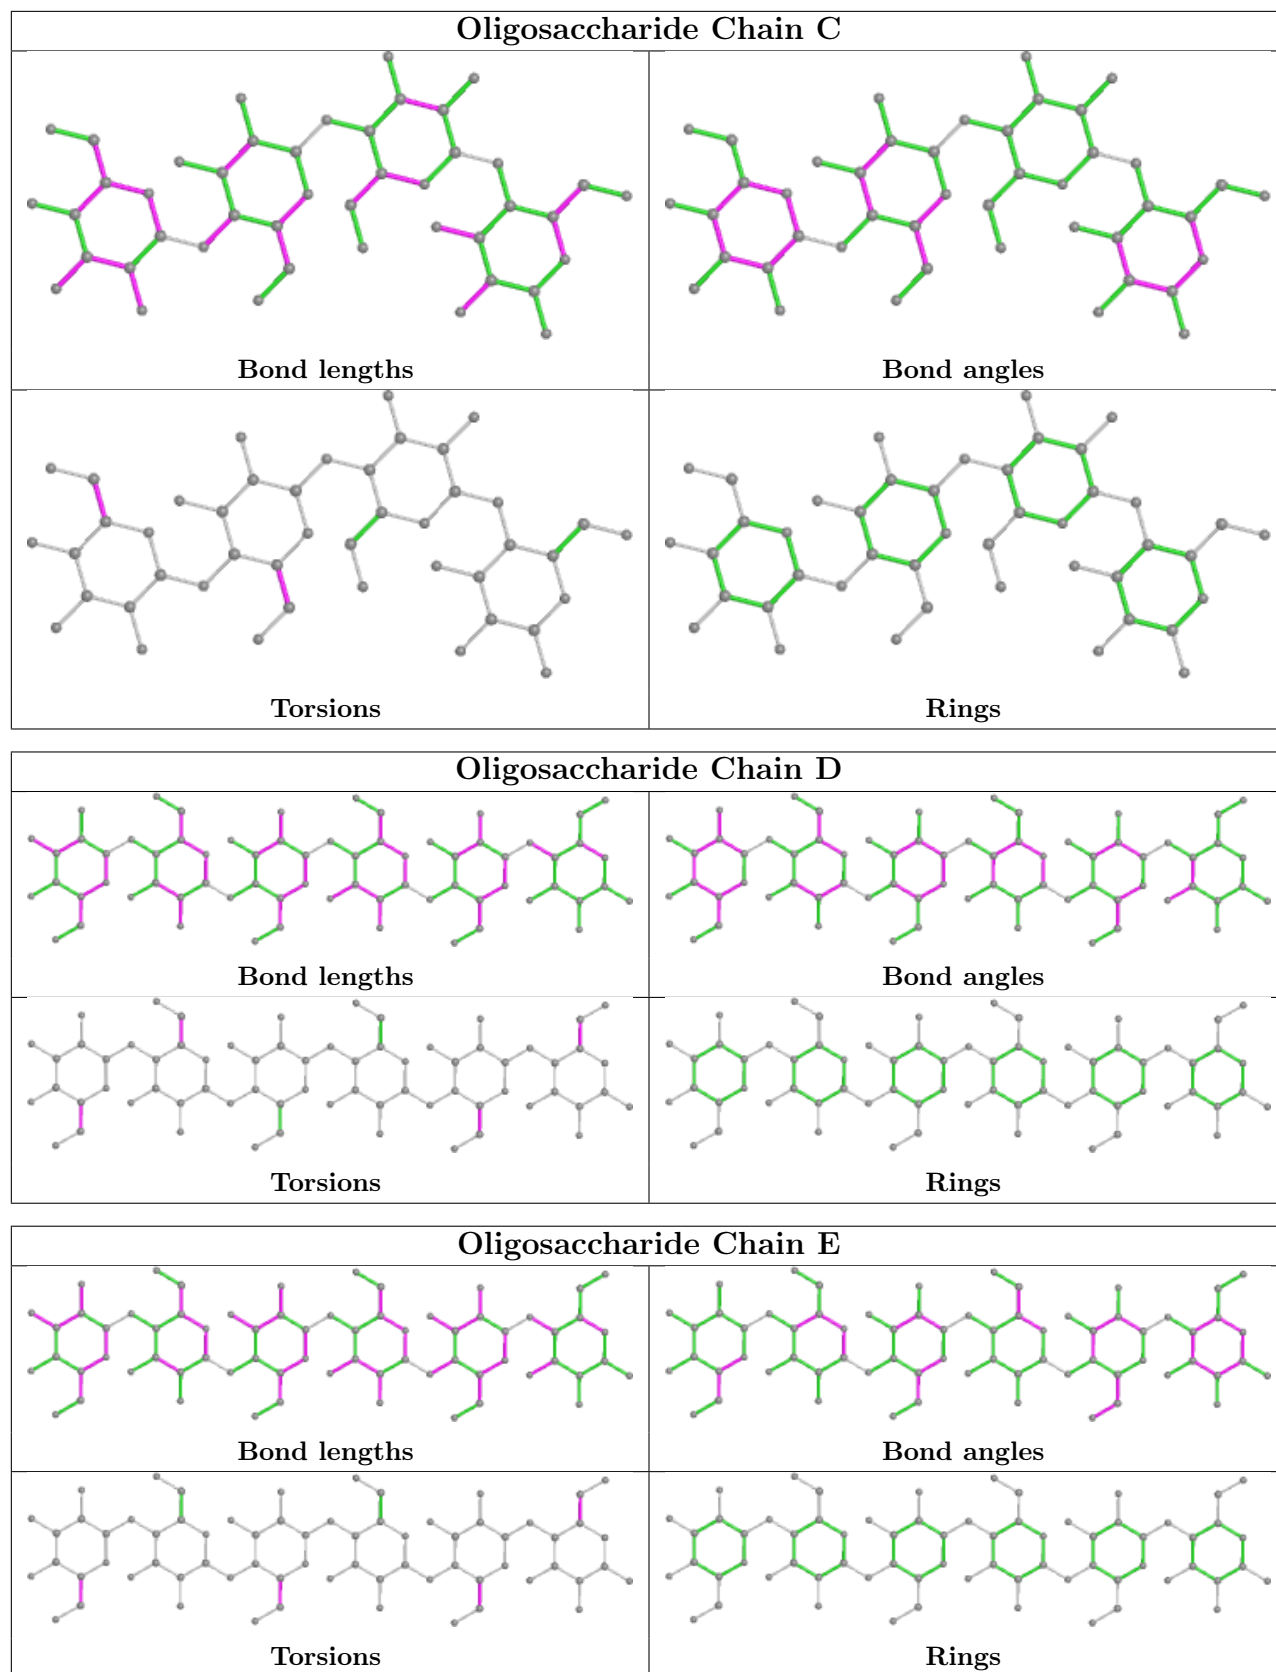 Oligosaccharide Chain C
Bond lengths
Bond angles
Torsions
Rings
Oligosaccharide Chain D
Bond lengths
Bond angles
Torsions
Rings
Oligosaccharide Chain E
Bond lengths
Bond angles
Torsions
Rings